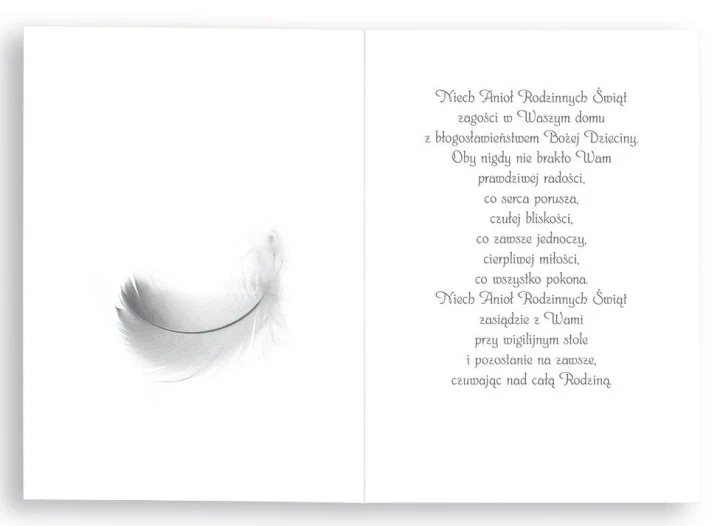 Niech Anioł Rodzinnych Świąt
zagości w Waszym domu
z błogosławieństwem Bożej Dzieciny.
Oby nigdy nie brakło Wam
prawdziwej radości,
co serca porusza,
czułej bliskości,
co zawsze jednoczy,
cierpliwej miłości,
co wszystko pokona.
Niech Anioł Rodzinnych Świąt
zasiądzie z Wami
przy wigilijnym stole
i pozostanie na zawsze,
czuwając nad całą Rodziną.